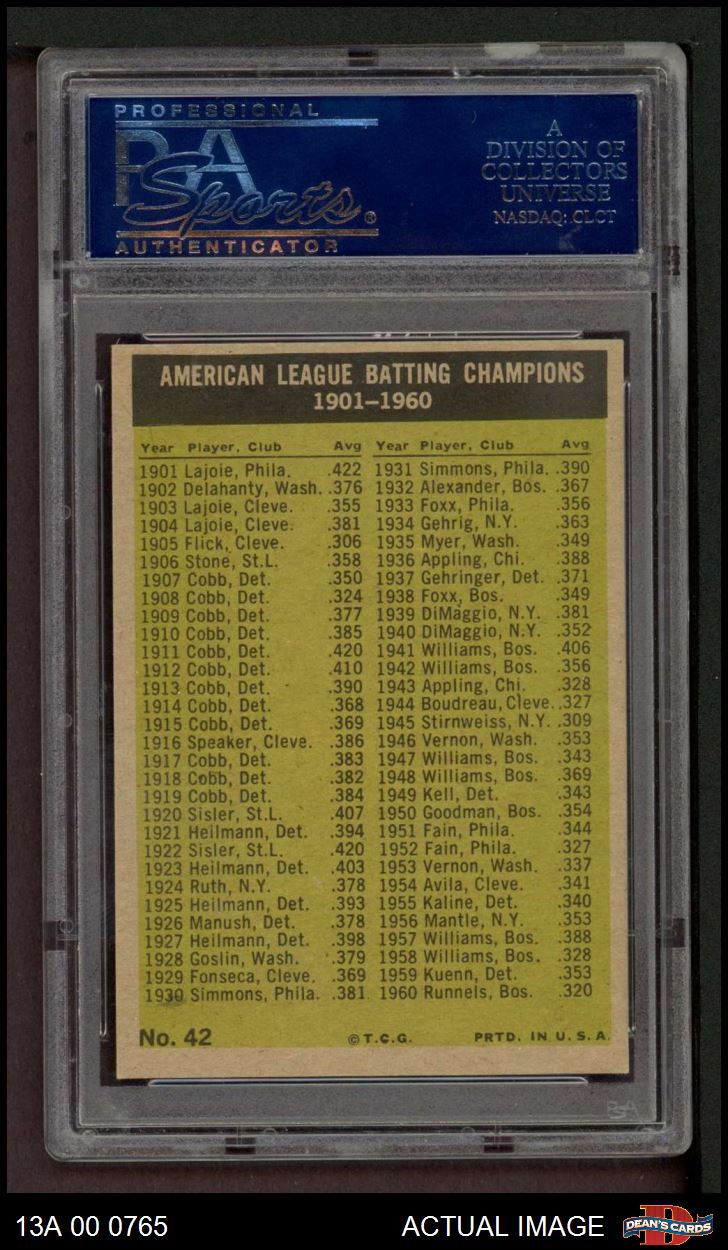 PROFESSIONAL
PSA
Sports®
AUTHENTICATOR
A
DIVISION OF
COLLECTORS
UNIVERSE
NASDAQ: CLCT
AMERICAN LEAGUE BATTING CHAMPIONS
1901–1960
Year Player, Club Avg Year Player, Club Avg
1901 Lajoie, Phila. .422 1931 Simmons, Phila. .390
1902 Delahanty, Wash. .376 1932 Alexander, Bos. .367
1903 Lajoie, Cleve. .355 1933 Foxx, Phila. .356
1904 Lajoie, Cleve. .381 1934 Gehrig, N.Y. .363
1905 Flick, Cleve. .306 1935 Myer, Wash. .349
1906 Stone, St.L. .358 1936 Appling, Chi. .388
1907 Cobb, Det. .350 1937 Gehringer, Det. .371
1908 Cobb, Det. .324 1938 Foxx, Bos. .349
1909 Cobb, Det. .377 1939 DiMaggio, N.Y. .381
1910 Cobb, Det. .385 1940 DiMaggio, N.Y. .352
1911 Cobb, Det. .420 1941 Williams, Bos. .406
1912 Cobb, Det. .410 1942 Williams, Bos. .356
1913 Cobb, Det. .390 1943 Appling, Chi. .328
1914 Cobb, Det. .368 1944 Boudreau, Cleve. .327
1915 Cobb, Det. .369 1945 Stirnweiss, N.Y. .309
1916 Speaker, Cleve. .386 1946 Vernon, Wash. .353
1917 Cobb, Det. .383 1947 Williams, Bos. .343
1918 Cobb, Det. .382 1948 Williams, Bos. .369
1919 Cobb, Det. .384 1949 Kell, Det. .343
1920 Sisler, St.L. .407 1950 Goodman, Bos. .354
1921 Heilmann, Det. .394 1951 Fain, Phila. .344
1922 Sisler, St.L. .420 1952 Fain, Phila. .327
1923 Heilmann, Det. .403 1953 Vernon, Wash. .337
1924 Ruth, N.Y. .378 1954 Avila, Cleve. .341
1925 Heilmann, Det. .393 1955 Kaline, Det. .340
1926 Manush, Det. .378 1956 Mantle, N.Y. .353
1927 Heilmann, Det. .398 1957 Williams, Bos. .388
1928 Goslin, Wash. .379 1958 Williams, Bos. .328
1929 Fonseca, Cleve. .369 1959 Kuenn, Det. .353
1930 Simmons, Phila. .381 1960 Runnels, Bos. .320
No. 42 © T.C.G. PRTD. IN U. S. A.
PSA
13A 00 0765 ACTUAL IMAGE D DEAN'S CARDS